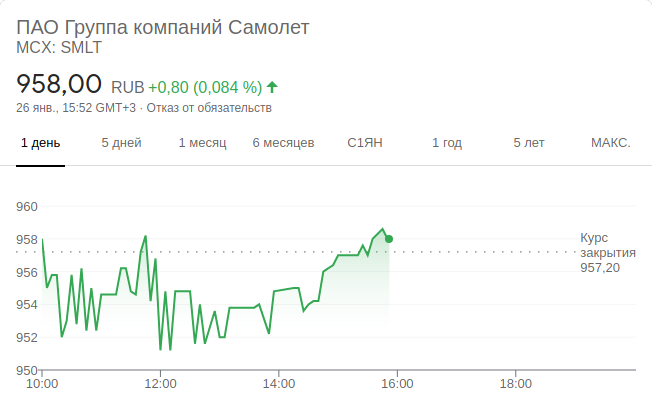 ПАО Группа компаний Самолет
MCX: SMLT
958,00 RUB +0,80 (0,084 %)
26 янв., 15:52 GMT+3 · Отказ от обязательств
1 день 5 дней 1 месяц 6 месяцев С1ЯН 1 год 5 лет МАКС.
960
958
956
954
952
950
Курс
закрытия
957,20
10:00 12:00 14:00 16:00 18:00